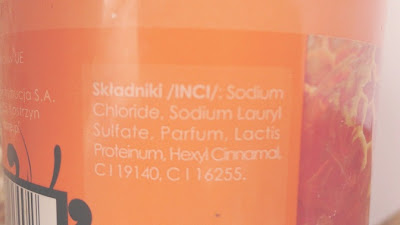 Składniki /INCI/: Sodium
Chloride, Sodium Lauryl
Sulfate, Parfum, Lactis
Proteinum, Hexyl Cinnamal,
C I 19140, C I 16255.
S.A.